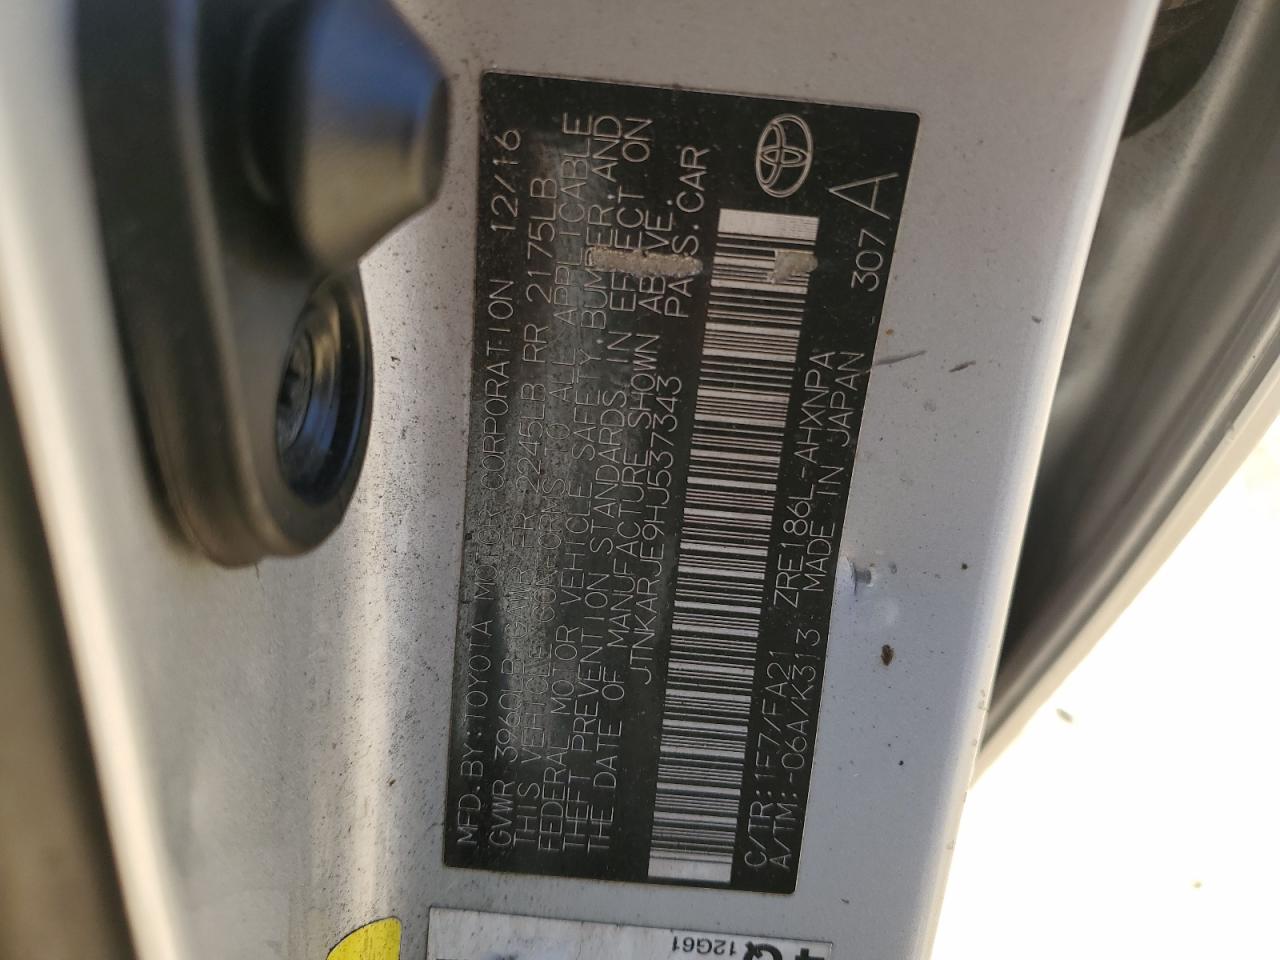 MFD.BY:TOYOTA MOTOR CORPORATION 12/16
GVWR 3960LB GAWR FR 2245LB RR 2175LB
THIS VEHICLE CONFORMS TO ALL APPLICABLE
FEDERAL MOTOR VEHICLE SAFETY, BUMPER, AND
THEFT PREVENTION STANDARDS IN EFFECT ON
THE DATE OF MANUFACTURE SHOWN ABOVE.
JTNKARJE9HJ537343 PASS.CAR
C/TR:1F7/FA21 ZRE186L-AHXNPA
A/TM:-06A/K313 MADE IN JAPAN 307 A
12G61